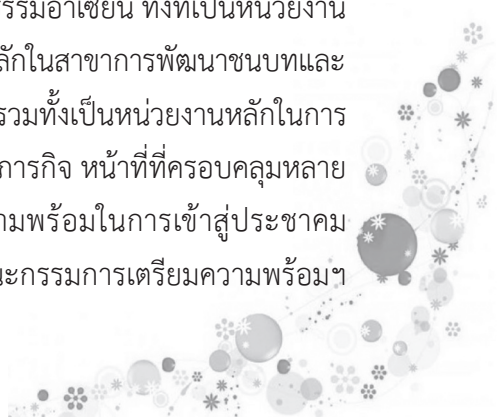 รรมอาเซียน ทั้งที่เป็นหน่วยงาน
ลักในสาขาการพัฒนาชนบทและ
รวมทั้งเป็นหน่วยงานหลักในการ
ภารกิจ หน้าที่ที่ครอบคลุมหลาย
ามพร้อมในการเข้าสู่ประชาคม
ณะกรรมการเตรียมความพร้อมฯ